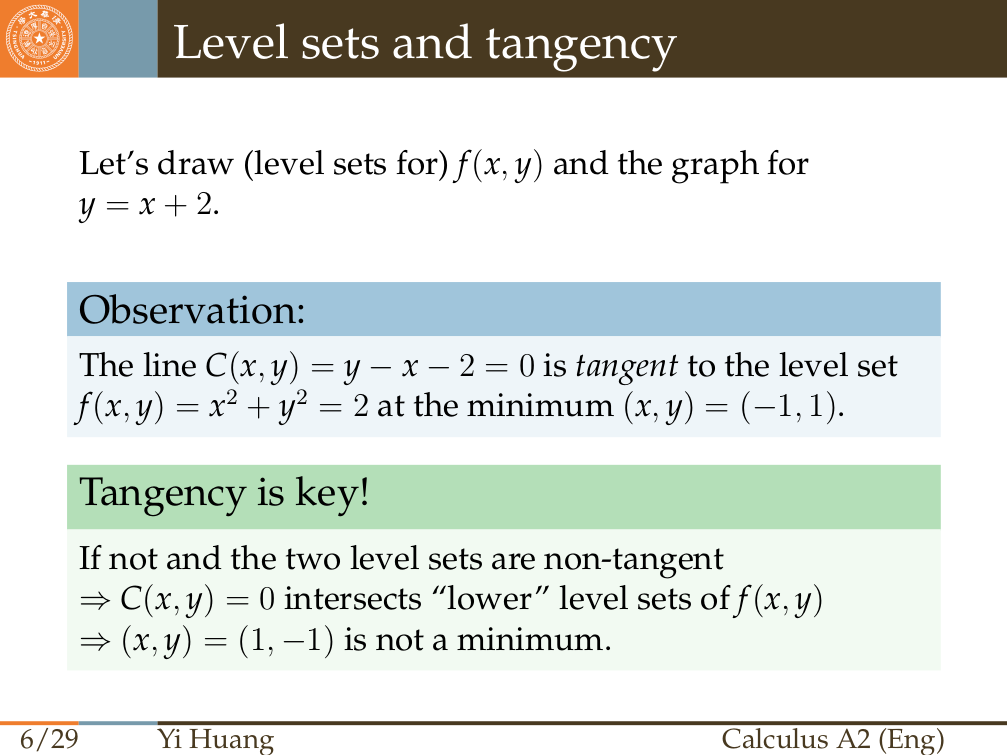 Level sets and tangency
Let’s draw (level sets for) f(x, y) and the graph for
y = x + 2.
Observation:
The line C(x, y) = y − x − 2 = 0 is tangent to the level set
f(x, y) = x² + y² = 2 at the minimum (x, y) = (−1, 1).
Tangency is key!
If not and the two level sets are non-tangent
⇒ C(x, y) = 0 intersects “lower” level sets of f(x, y)
⇒ (x, y) = (1, −1) is not a minimum.
6/29 Yi Huang Calculus A2 (Eng)